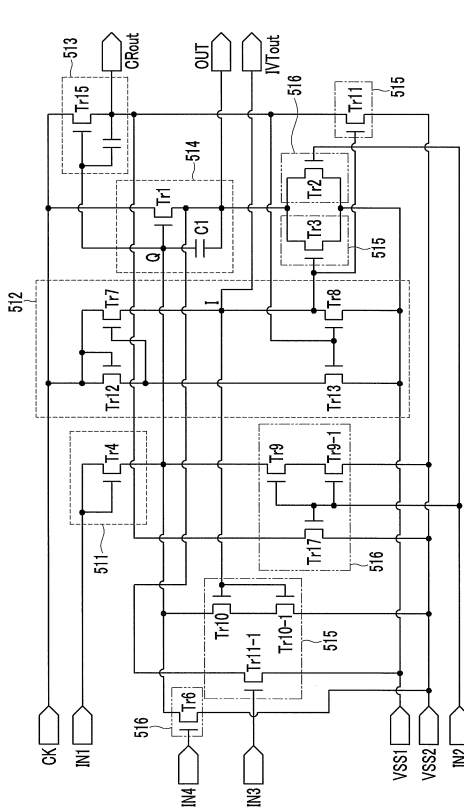 513
Tr15
CRout
OUT
IVTout
514
Tr1
C1
Q
516
Tr2
Tr3
515
Tr11
515
512
Tr7
Tr12
I
Tr8
Tr13
Tr4
511
Tr9
Tr9-1
Tr17
516
Tr10
Tr10-1
Tr11-1
515
Tr6
516
CK
IN1
IN4
IN3
VSS1
VSS2
IN2